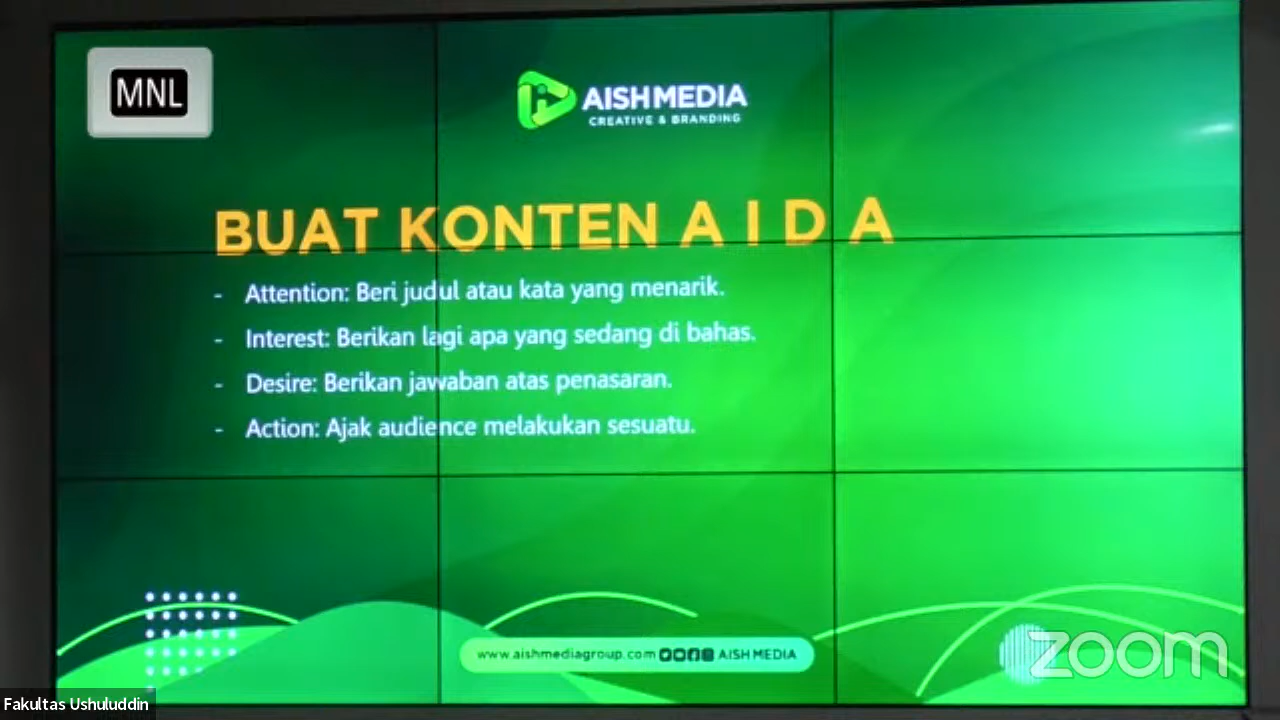 MNL
AISHMEDIA
CREATIVE & BRANDING
BUAT KONTEN A I D A
- Attention: Beri judul atau kata yang menarik.
- Interest: Berikan lagi apa yang sedang di bahas.
- Desire: Berikan jawaban atas penasaran.
- Action: Ajak audience melakukan sesuatu.
www.aishmediagroup.com AISH MEDIA
zoom
Fakultas Ushuluddin